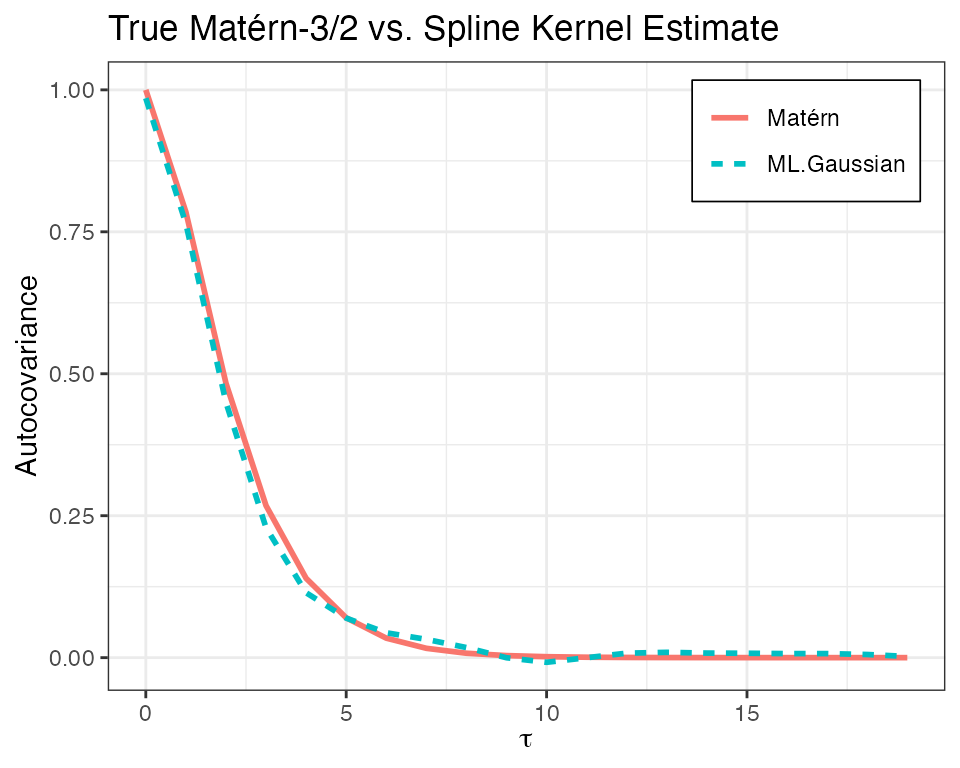 True Matérn-3/2 vs. Spline Kernel Estimate
Matérn
ML.Gaussian
Autocovariance
1.00
0.75
0.50
0.25
0.00
0
5
10
15
τ